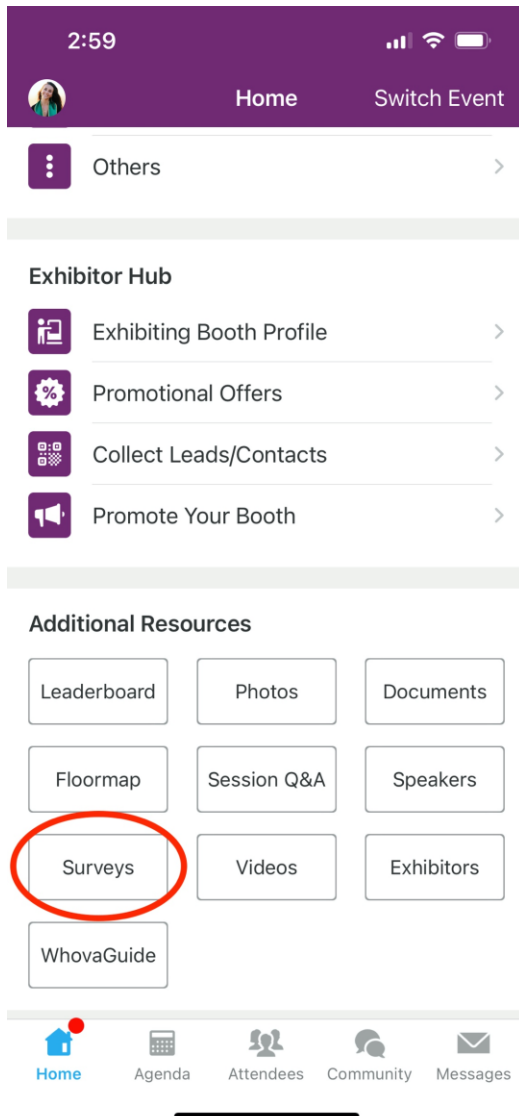 2:59
Home Switch Event
Others
Exhibitor Hub
Exhibiting Booth Profile
Promotional Offers
Collect Leads/Contacts
Promote Your Booth
Additional Resources
Leaderboard Photos Documents
Floormap Session Q&A Speakers
Surveys Videos Exhibitors
WhovaGuide
Home Agenda Attendees Community Messages